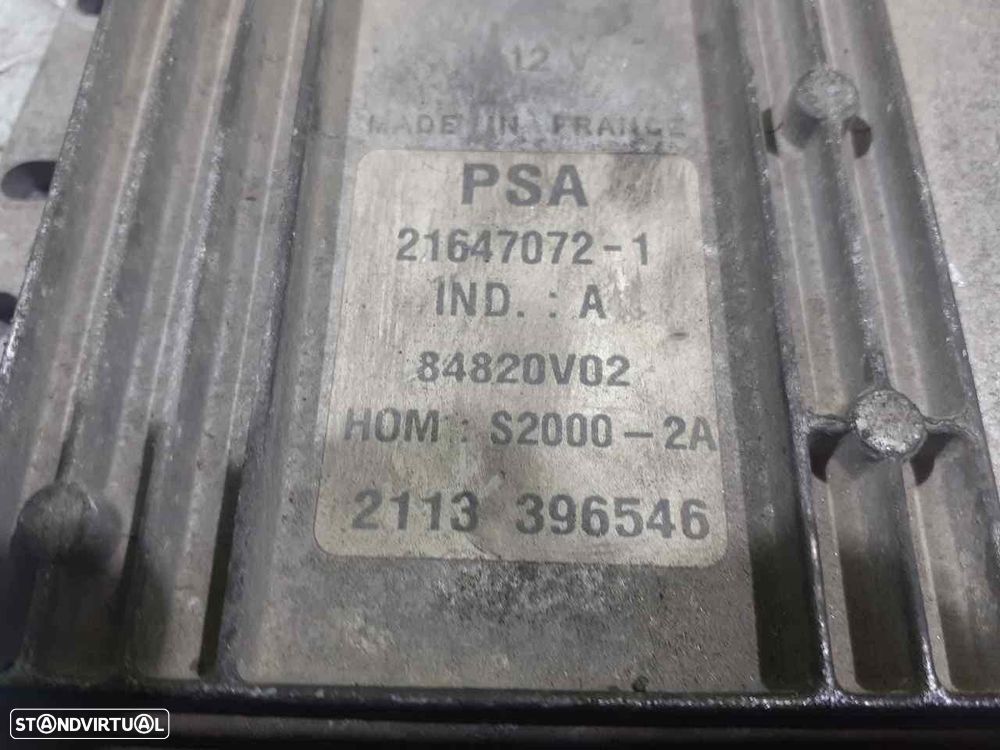 12 V
MADE IN FRANCE
PSA
21647072-1
IND. : A
84820V02
HOM : S2000-2A
2113 396546
STANDVIRTUAL